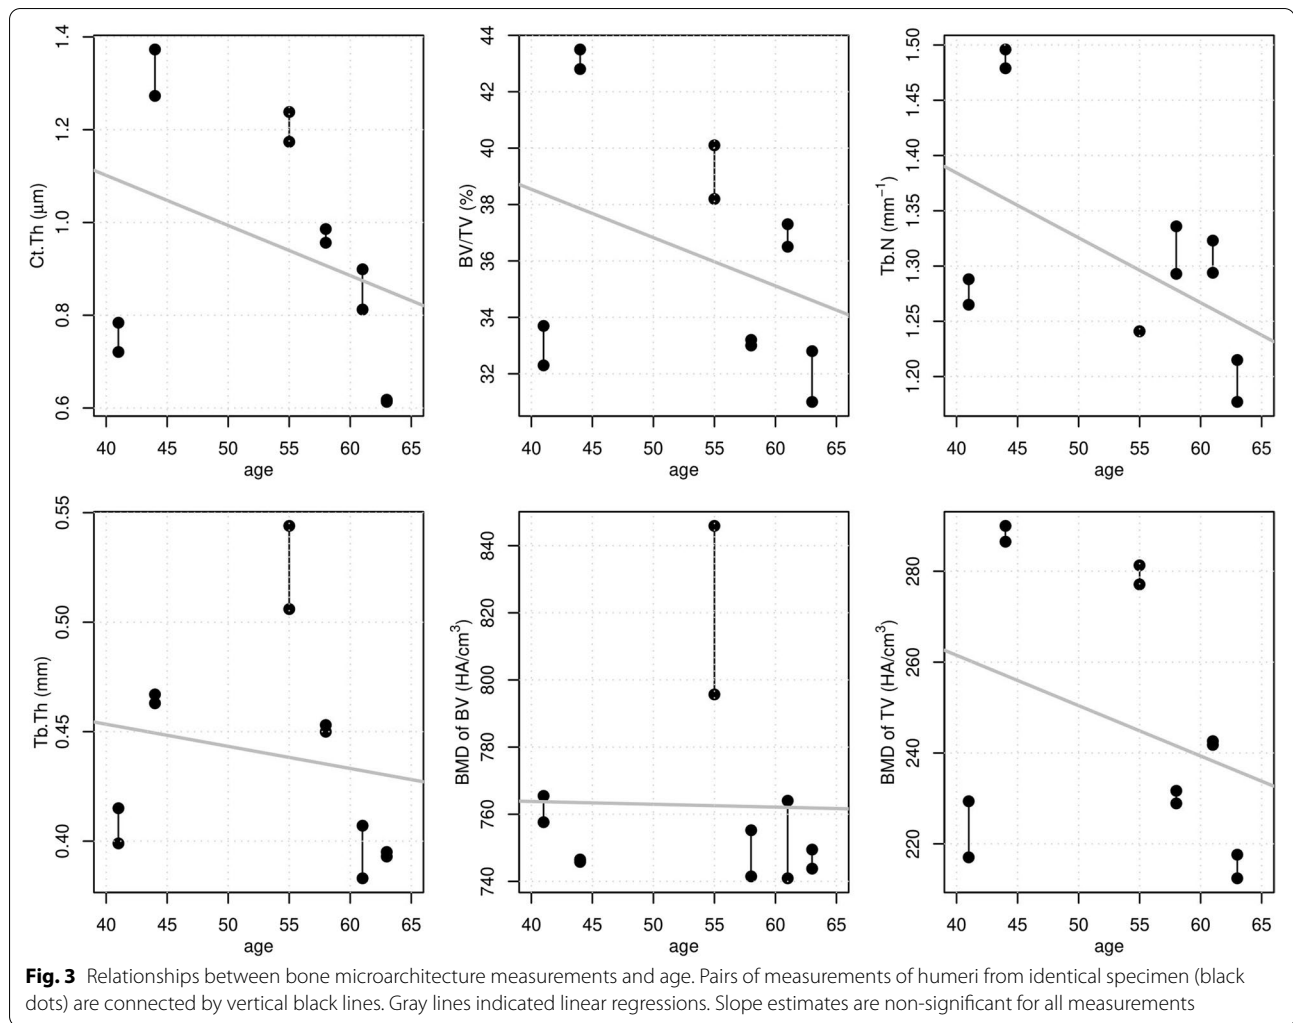 Ct.Th (μm)
0.6 0.8 1.0 1.2 1.4
40 45 50 55 60 65
age
BV/TV (%)
32 34 36 38 40 42 44
40 45 50 55 60 65
age
Tb.N (mm⁻¹)
1.20 1.25 1.30 1.35 1.40 1.45 1.50
40 45 50 55 60 65
age
Tb.Th (mm)
0.40 0.45 0.50 0.55
40 45 50 55 60 65
age
BMD of BV (HA/cm³)
740 760 780 800 820 840
40 45 50 55 60 65
age
BMD of TV (HA/cm³)
220 240 260 280
40 45 50 55 60 65
age
Fig. 3 Relationships between bone microarchitecture measurements and age. Pairs of measurements of humeri from identical specimen (black
dots) are connected by vertical black lines. Gray lines indicated linear regressions. Slope estimates are non-significant for all measurements